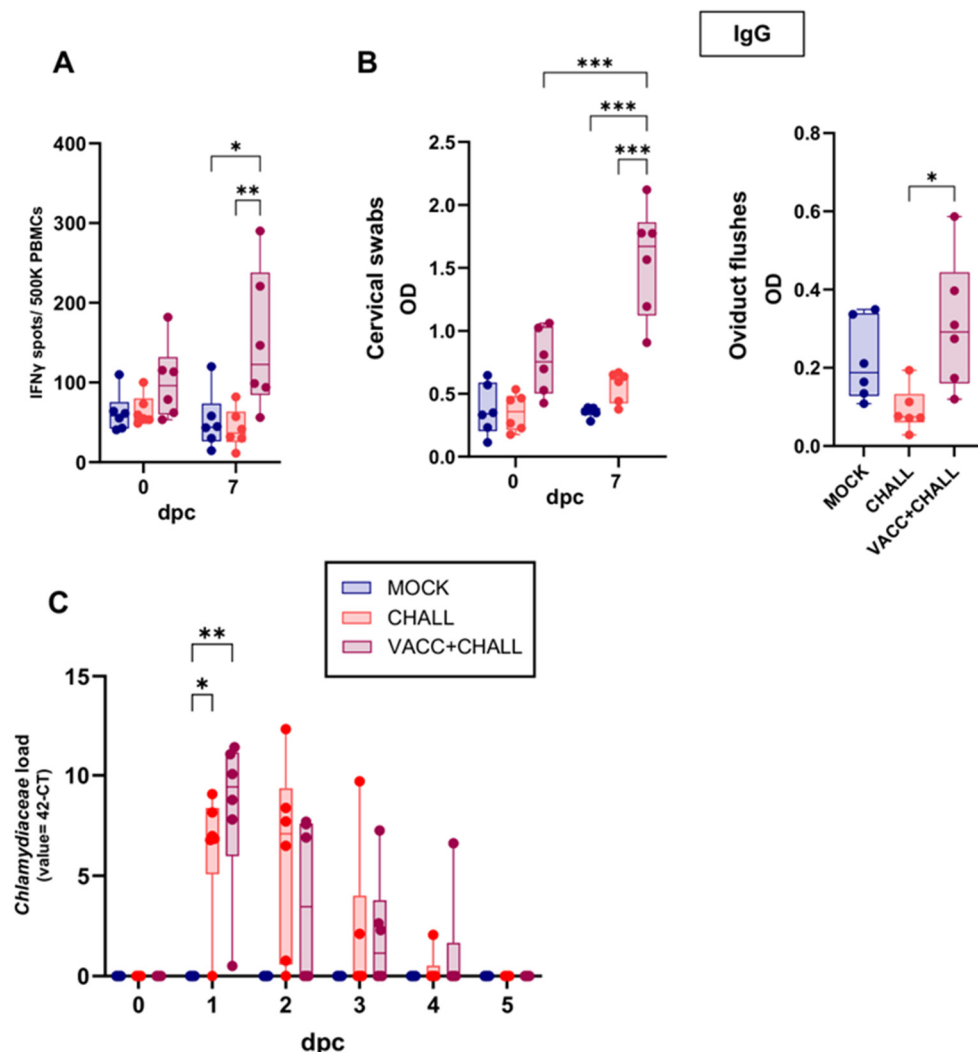 IgG
A
B
*
**
400
300
200
100
0
IFNγ spots/ 500K PBMCs
0
7
dpc
***
***
***
2.5
2.0
1.5
1.0
0.5
0.0
Cervical swabs
OD
0
7
dpc
*
0.8
0.6
0.4
0.2
0.0
Oviduct flushes
OD
MOCK
CHALL
VACC+CHALL
C
MOCK
CHALL
VACC+CHALL
**
*
15
10
5
0
Chlamydiaceae load
(value= 42-CT)
0
1
2
3
4
5
dpc